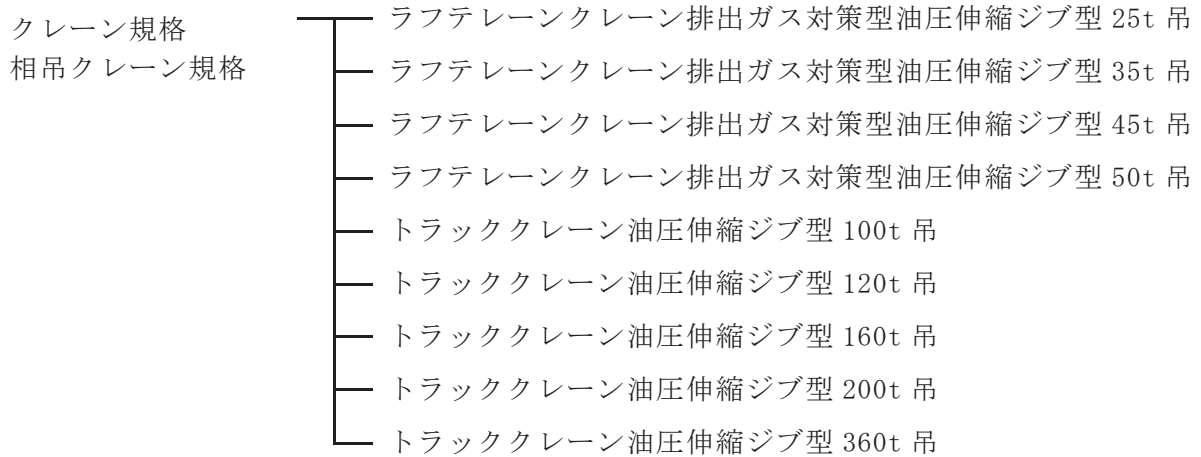 クレーン規格
相吊クレーン規格
ラフテレーンクレーン排出ガス対策型油圧伸縮ジブ型 25t 吊
ラフテレーンクレーン排出ガス対策型油圧伸縮ジブ型 35t 吊
ラフテレーンクレーン排出ガス対策型油圧伸縮ジブ型 45t 吊
ラフテレーンクレーン排出ガス対策型油圧伸縮ジブ型 50t 吊
トラッククレーン油圧伸縮ジブ型 100t 吊
トラッククレーン油圧伸縮ジブ型 120t 吊
トラッククレーン油圧伸縮ジブ型 160t 吊
トラッククレーン油圧伸縮ジブ型 200t 吊
トラッククレーン油圧伸縮ジブ型 360t 吊